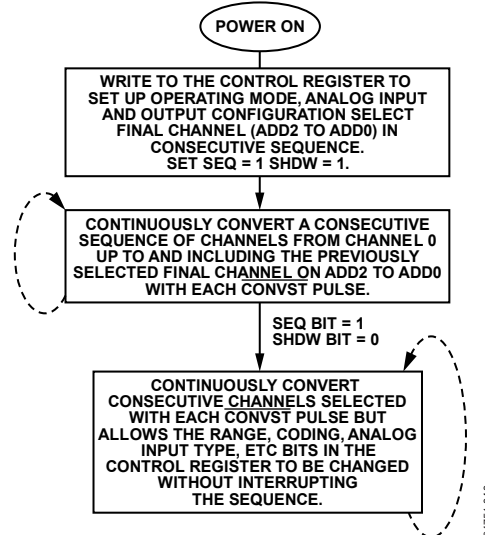 POWER ON
WRITE TO THE CONTROL REGISTER TO
SET UP OPERATING MODE, ANALOG INPUT
AND OUTPUT CONFIGURATION SELECT
FINAL CHANNEL (ADD2 TO ADD0) IN
CONSECUTIVE SEQUENCE.
SET SEQ = 1 SHDW = 1.
CONTINUOUSLY CONVERT A CONSECUTIVE
SEQUENCE OF CHANNELS FROM CHANNEL 0
UP TO AND INCLUDING THE PREVIOUSLY
SELECTED FINAL CHANNEL ON ADD2 TO ADD0
WITH EACH CONVST PULSE.
SEQ BIT = 1
SHDW BIT = 0
CONTINUOUSLY CONVERT
CONSECUTIVE CHANNELS SELECTED
WITH EACH CONVST PULSE BUT
ALLOWS THE RANGE, CODING, ANALOG
INPUT TYPE, ETC BITS IN THE
CONTROL REGISTER TO BE CHANGED
WITHOUT INTERRUPTING
THE SEQUENCE.